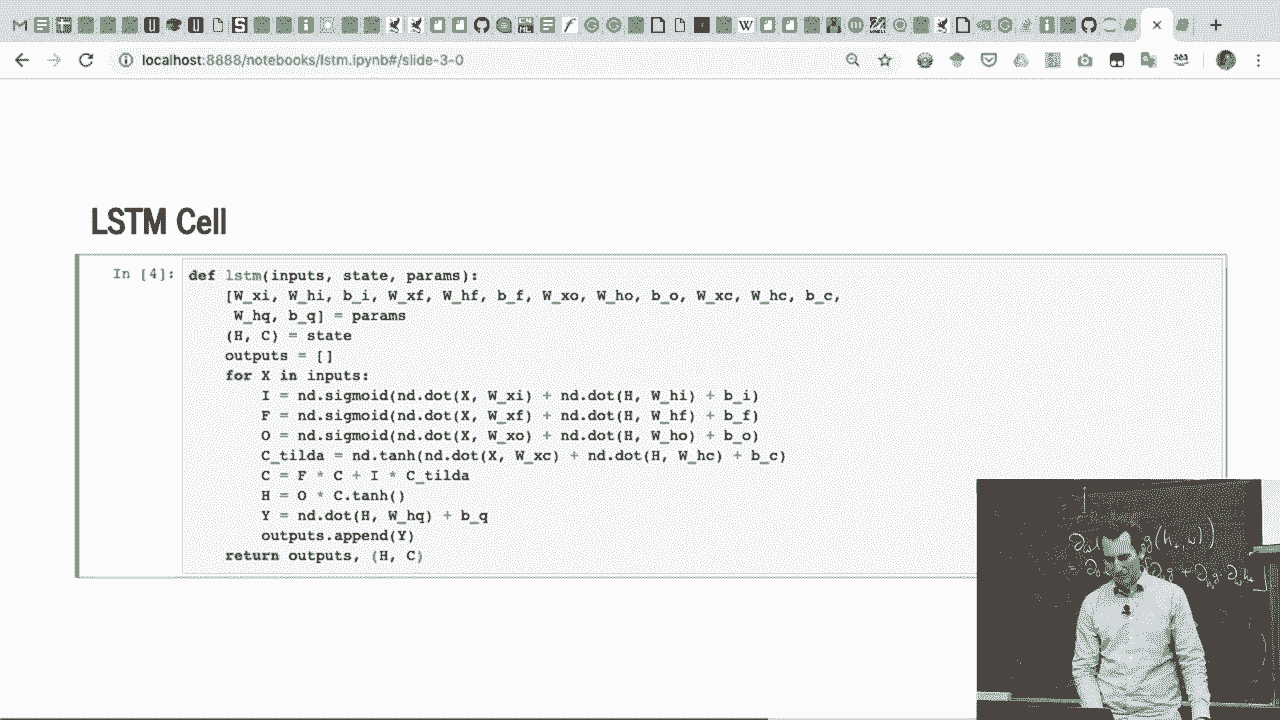 localhost:8888/notebooks/lstm.ipynb#/slide-3-0
LSTM Cell
In [4]:
def lstm(inputs, state, params):
[W_xi, W_hi, b_i, W_xf, W_hf, b_f, W_xo, W_ho, b_o, W_xc, W_hc, b_c,
W_hq, b_q] = params
(H, C) = state
outputs = []
for X in inputs:
I = nd.sigmoid(nd.dot(X, W_xi) + nd.dot(H, W_hi) + b_i)
F = nd.sigmoid(nd.dot(X, W_xf) + nd.dot(H, W_hf) + b_f)
O = nd.sigmoid(nd.dot(X, W_xo) + nd.dot(H, W_ho) + b_o)
C_tilda = nd.tanh(nd.dot(X, W_xc) + nd.dot(H, W_hc) + b_c)
C = F * C + I * C_tilda
H = O * C.tanh()
Y = nd.dot(H, W_hq) + b_q
outputs.append(Y)
return outputs, (H, C)